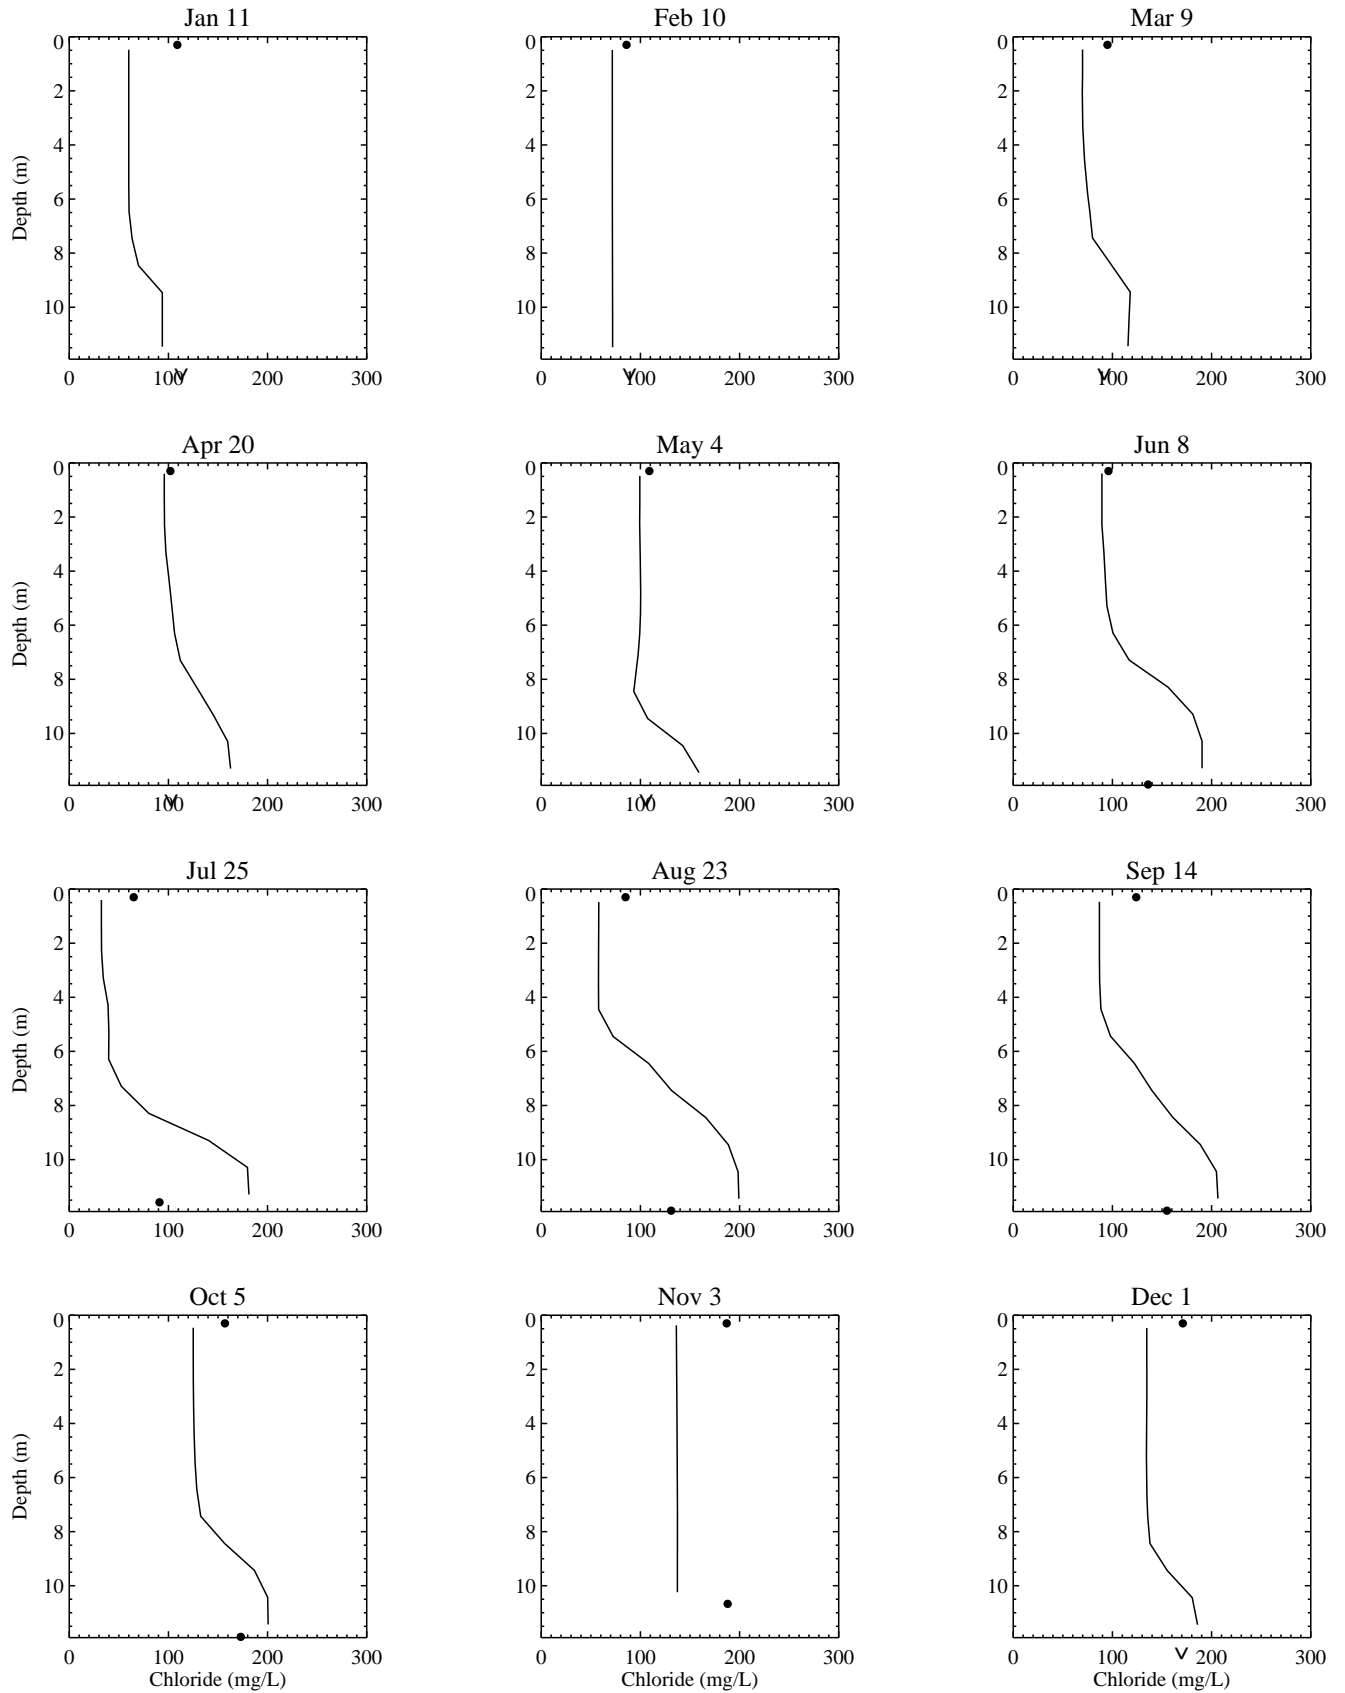 Jan 11 Feb 10 Mar 9
0 0 0
2 2 2
4 4 4
Depth (m)
6 6 6
8 8 8
10 10 10
0 100 200 300 0 100 200 300 0 100 200 300
Apr 20 May 4 Jun 8
0 0 0
2 2 2
4 4 4
Depth (m)
6 6 6
8 8 8
10 10 10
0 100 200 300 0 100 200 300 0 100 200 300
Jul 25 Aug 23 Sep 14
0 0 0
2 2 2
4 4 4
Depth (m)
6 6 6
8 8 8
10 10 10
0 100 200 300 0 100 200 300 0 100 200 300
Oct 5 Nov 3 Dec 1
0 0 0
2 2 2
4 4 4
Depth (m)
6 6 6
8 8 8
10 10 10
0 100 200 300 0 100 200 300 0 100 200 300
Chloride (mg/L) Chloride (mg/L) Chloride (mg/L)